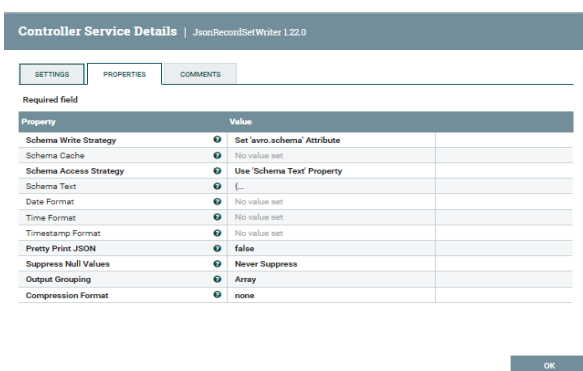 Controller Service Details | JsonRecordSetWriter 1.22.0
SETTINGS PROPERTIES COMMENTS
Required field
Property Value
Schema Write Strategy Set 'avro.schema' Attribute
Schema Cache No value set
Schema Access Strategy Use 'Schema Text' Property
Schema Text {...
Date Format No value set
Time Format No value set
Timestamp Format No value set
Pretty Print JSON false
Suppress Null Values Never Suppress
Output Grouping Array
Compression Format none
OK